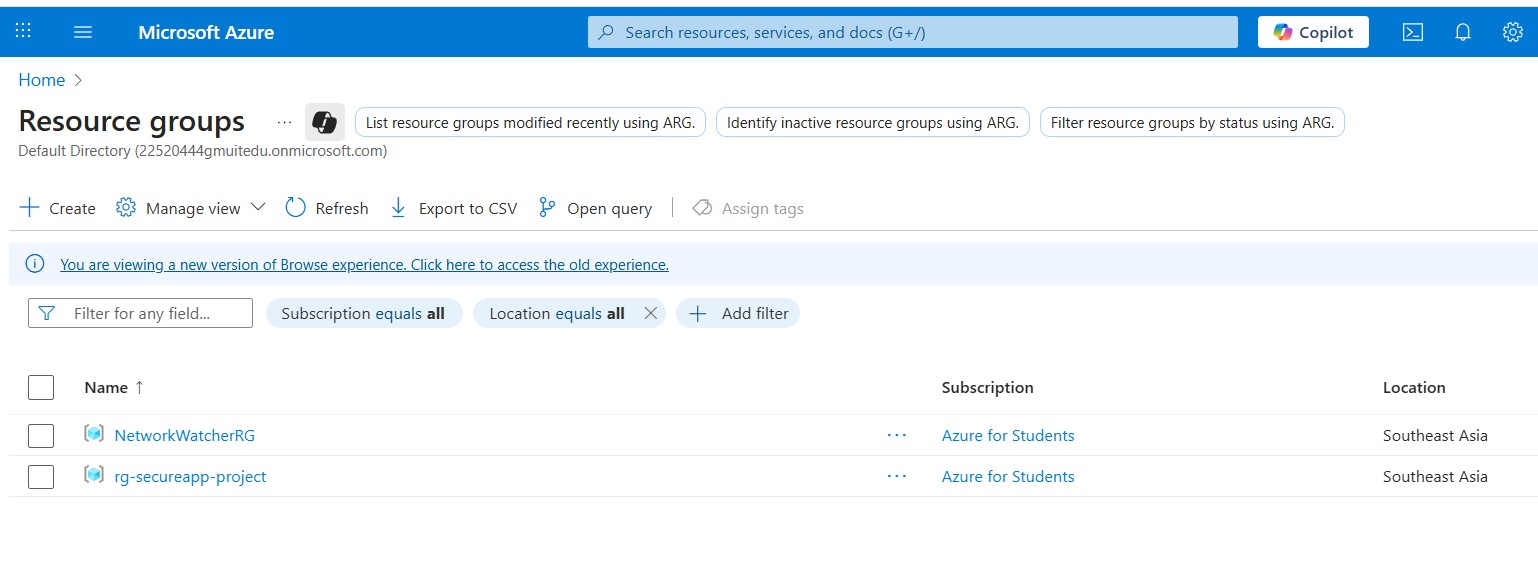 Microsoft Azure Search resources, services, and docs (G+/) Copilot
Home
Resource groups ... List resource groups modified recently using ARG. Identify inactive resource groups using ARG. Filter resource groups by status using ARG.
Default Directory (22520444gmuitedu.onmicrosoft.com)
Create Manage view Refresh Export to CSV Open query Assign tags
You are viewing a new version of Browse experience. Click here to access the old experience.
Filter for any field... Subscription equals all Location equals all Add filter
Name ↑ Subscription Location
NetworkWatcherRG ... Azure for Students Southeast Asia
rg-secureapp-project ... Azure for Students Southeast Asia